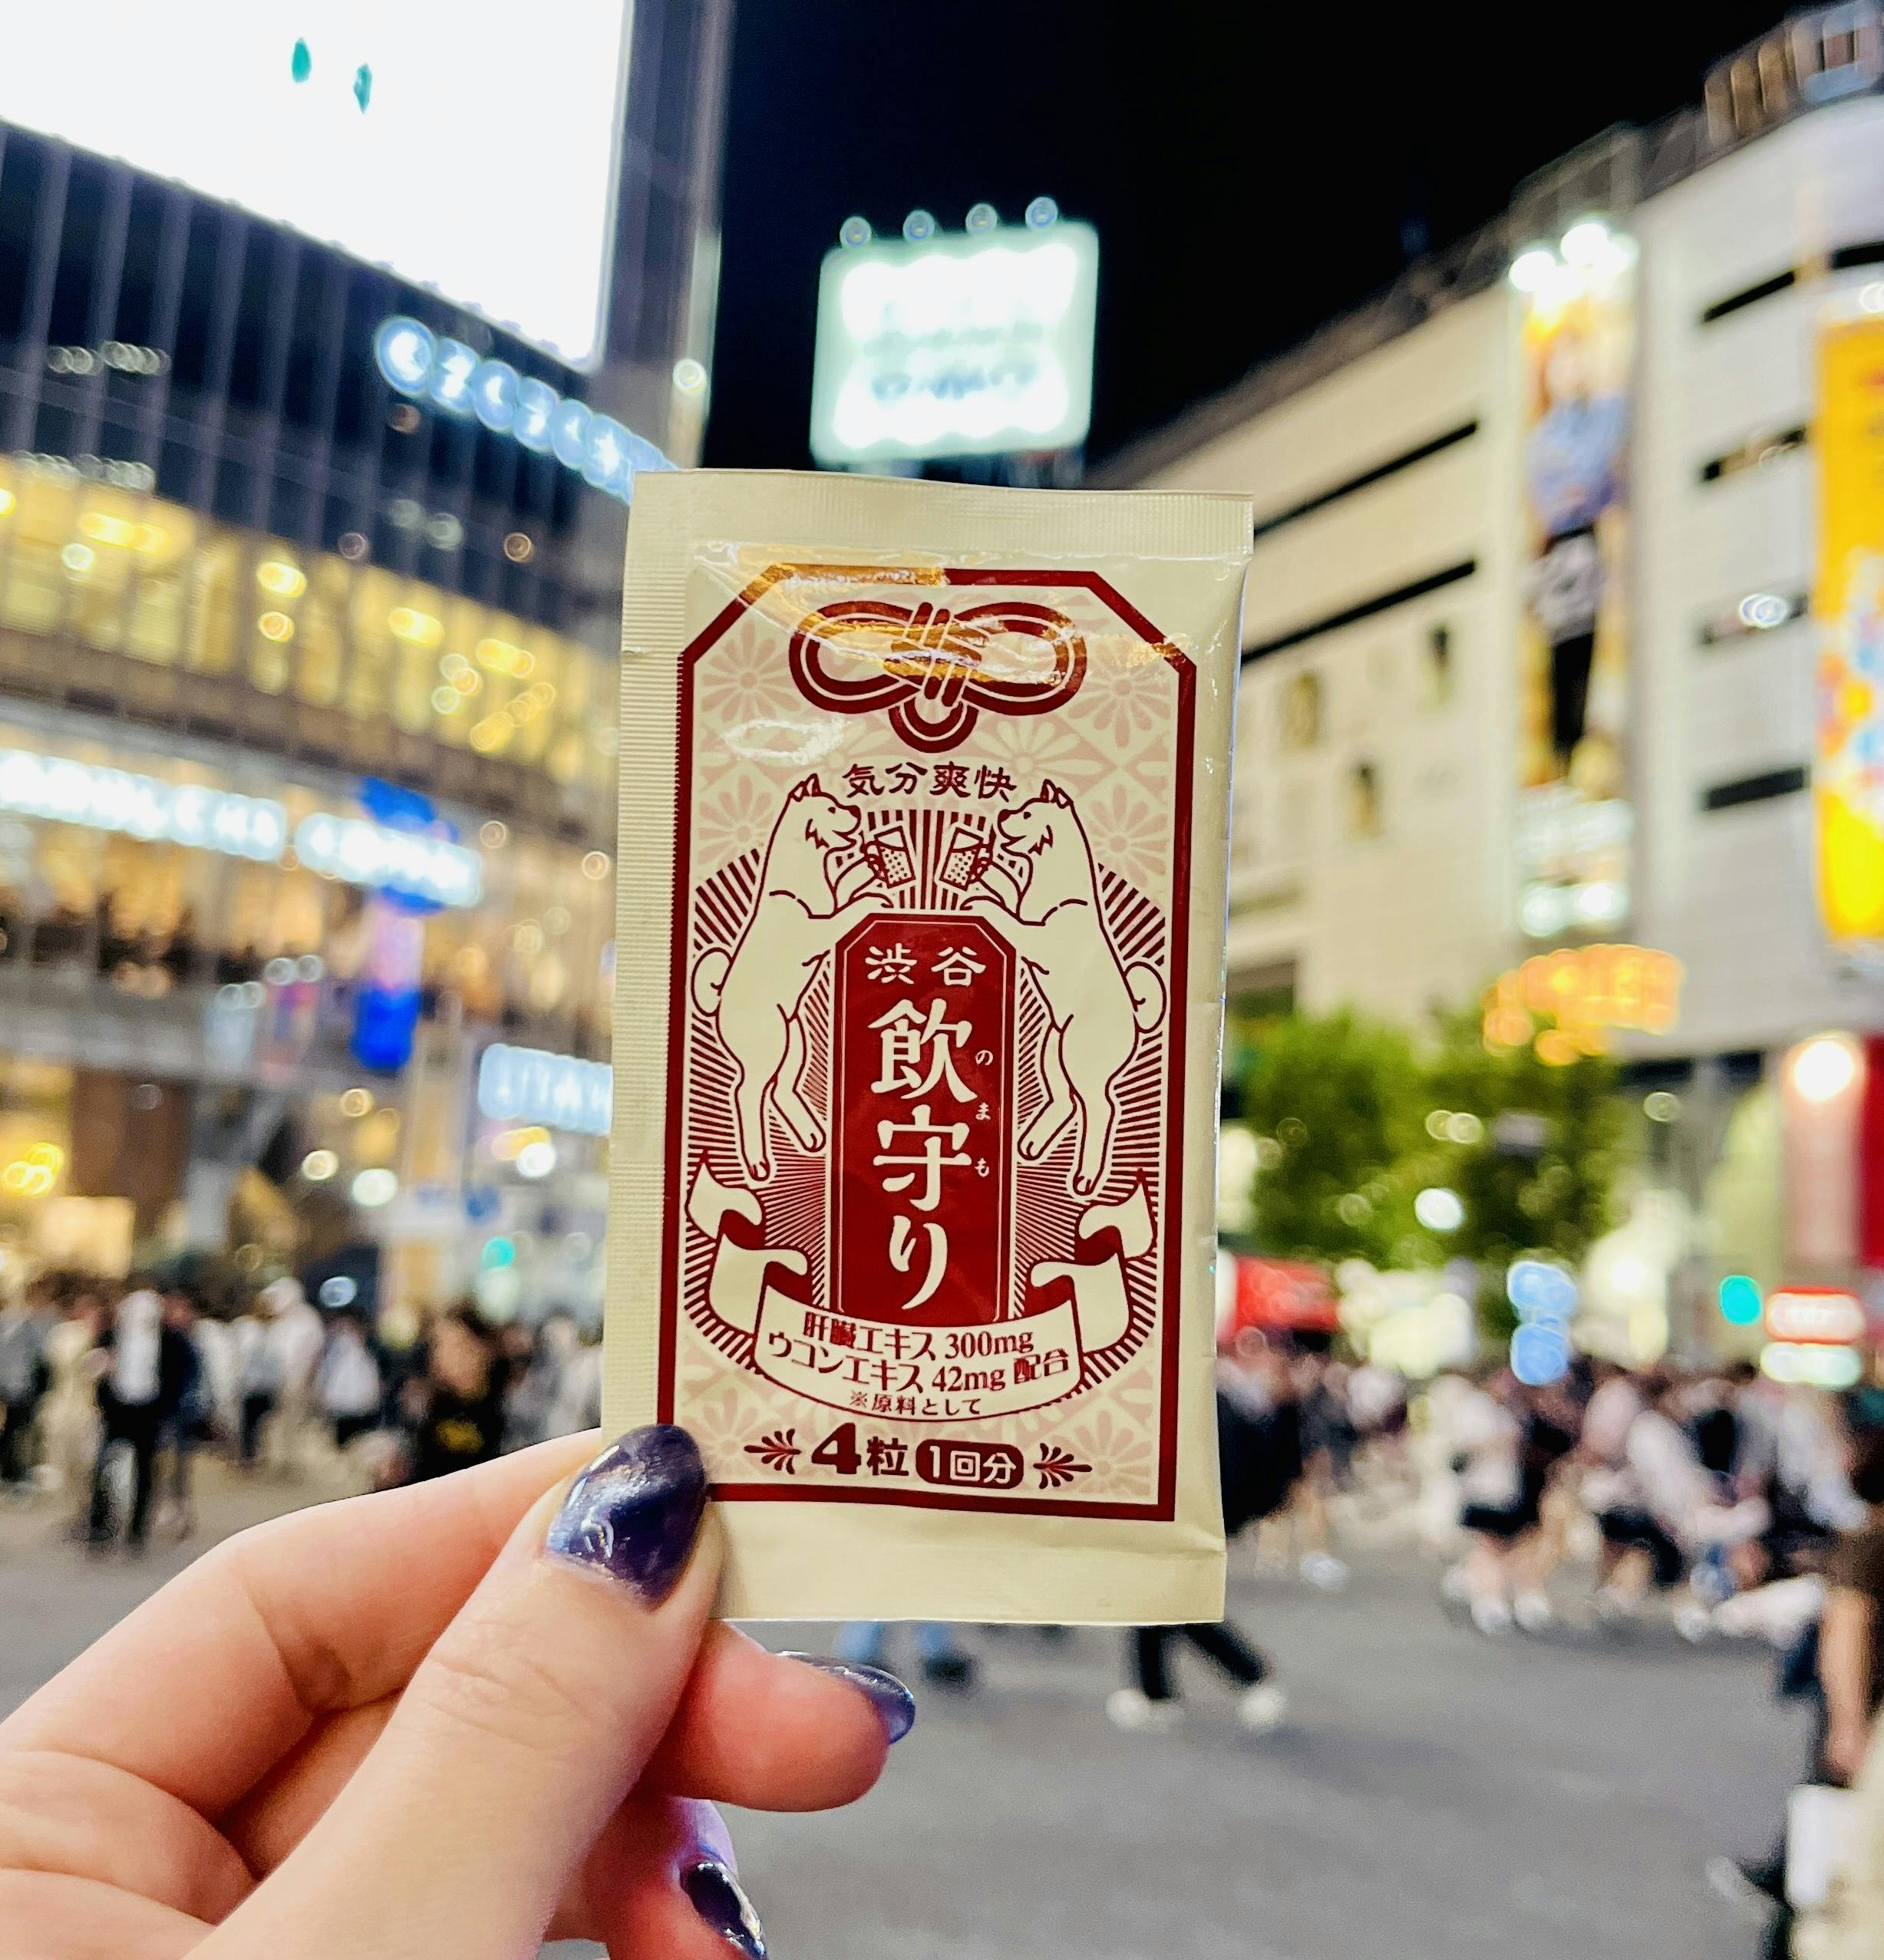 気分爽快
渋谷
飲守り
のまも
肝臓エキス 300mg
ウコンエキス 42mg 配合
※原料として
4粒 1回分